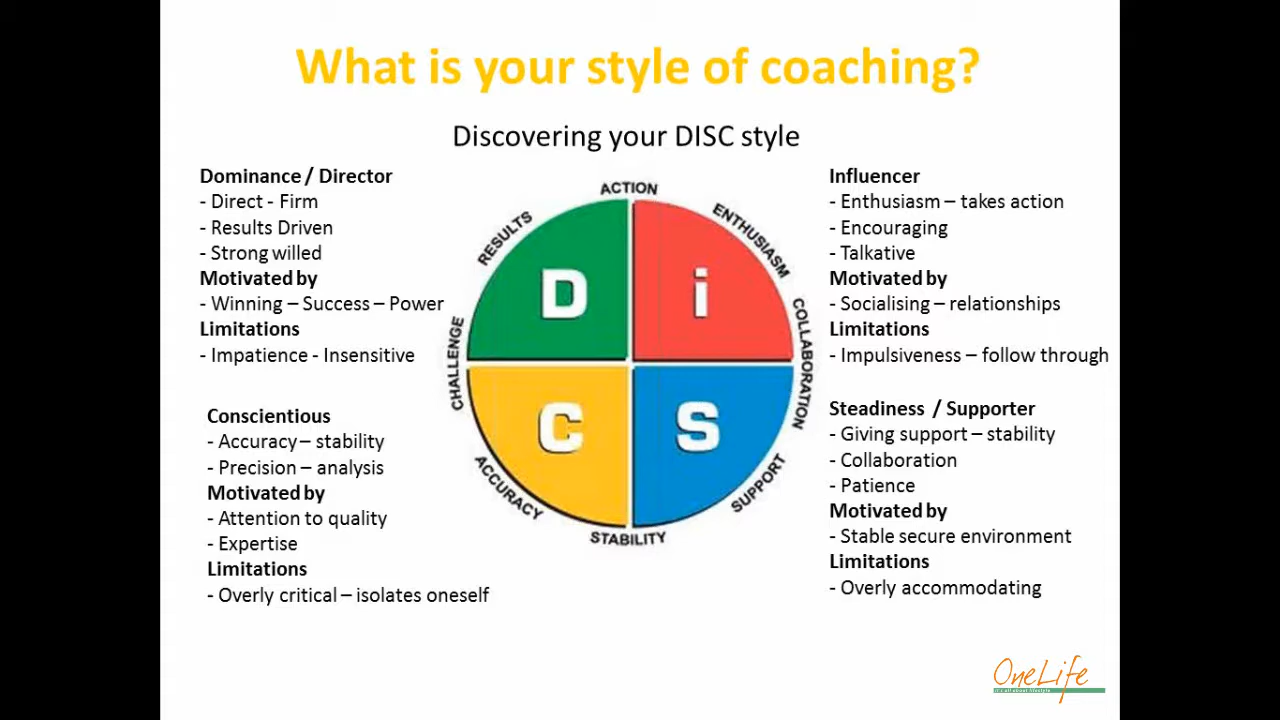 What is your style of coaching?
Discovering your DISC style
Dominance / Director
- Direct - Firm
- Results Driven
- Strong willed
Motivated by
- Winning – Success – Power
Limitations
- Impatience - Insensitive
Influencer
- Enthusiasm – takes action
- Encouraging
- Talkative
Motivated by
- Socialising – relationships
Limitations
- Impulsiveness – follow through
ACTION
RESULTS
ENTHUSIASM
D
i
CHALLENGE
COLLABORATION
C
S
ACCURACY
SUPPORT
STABILITY
Conscientious
- Accuracy – stability
- Precision – analysis
Motivated by
- Attention to quality
- Expertise
Limitations
- Overly critical – isolates oneself
Steadiness / Supporter
- Giving support – stability
- Collaboration
- Patience
Motivated by
- Stable secure environment
Limitations
- Overly accommodating
OneLife
it's all about lifestyle